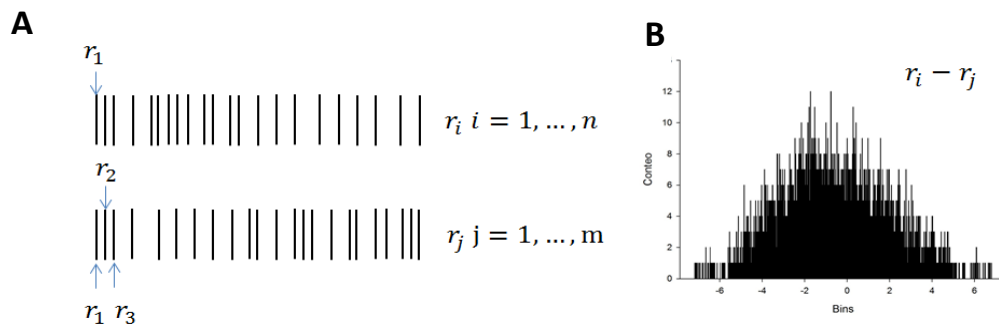 A
r₁
rᵢ i = 1, … , n
r₂
rⱼ j = 1, … , m
r₁ r₃
B
rᵢ − rⱼ
14
12
10
8
6
4
2
0
Conteo
-6 -4 -2 0 2 4 6
Bins